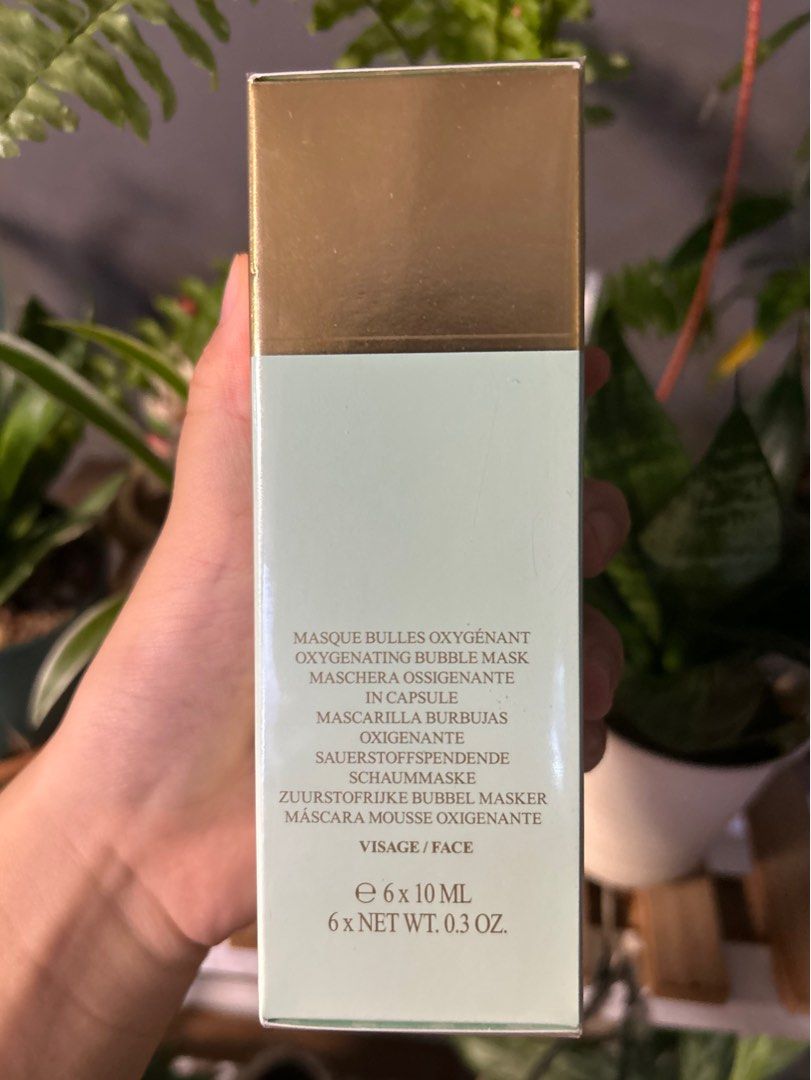 MASQUE BULLES OXYGÉNANT
OXYGENATING BUBBLE MASK
MASCHERA OSSIGENANTE
IN CAPSULE
MASCARILLA BURBUJAS
OXIGENANTE
SAUERSTOFFSPENDENDE
SCHAUMMASKE
ZUURSTOFRIJKE BUBBEL MASKER
MÁSCARA MOUSSE OXIGENANTE
VISAGE / FACE
℮ 6 x 10 ML
6 x NET WT. 0.3 OZ.